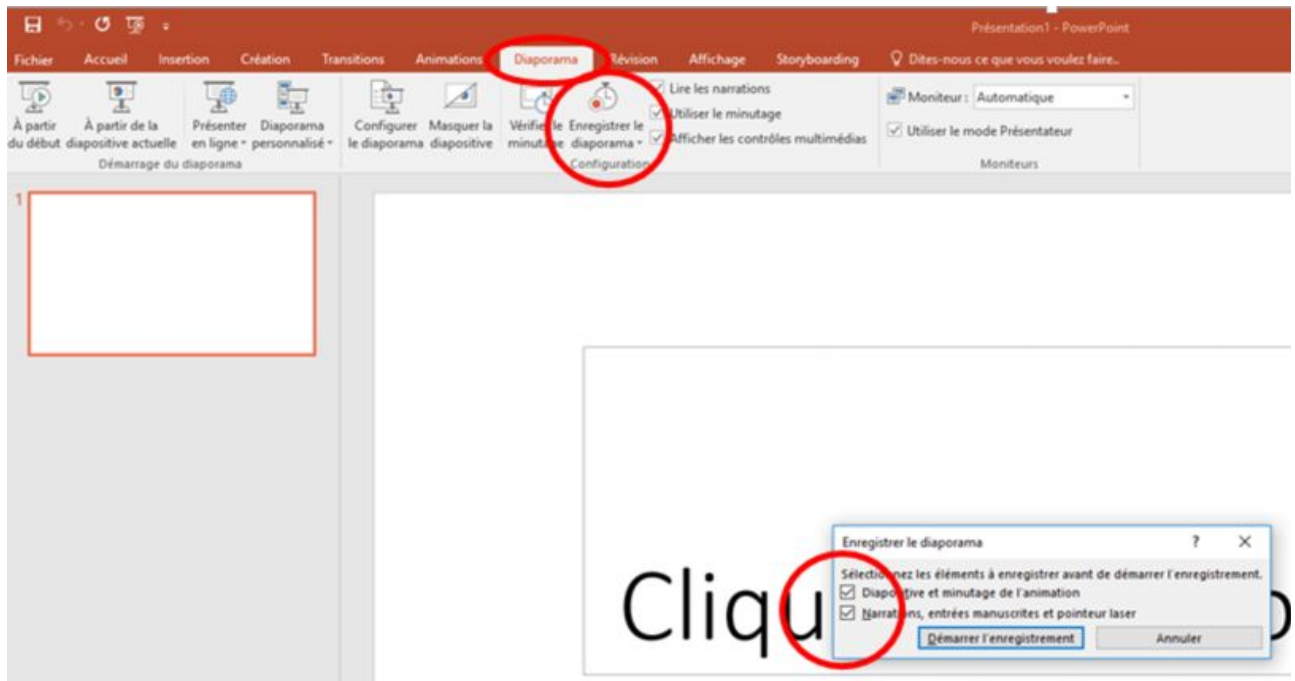 Présentation1 - PowerPoint
Fichier Accueil Insertion Création Transitions Animations Diaporama Révision Affichage Storyboarding Dites-nous ce que vous voulez faire...
À partir du début
À partir de la diapositive actuelle
Présenter en ligne
Diaporama personnalisé
Démarrage du diaporama
Configurer le diaporama
Masquer la diapositive
Vérifier le minutage
Enregistrer le diaporama
Lire les narrations
Utiliser le minutage
Afficher les contrôles multimédias
Configuration
Moniteur : Automatique
Utiliser le mode Présentateur
Moniteurs
1
Enregistrer le diaporama ?
Sélectionnez les éléments à enregistrer avant de démarrer l'enregistrement.
Diapositive et minutage de l'animation
Narrations, entrées manuscrites et pointeur laser
Démarrer l'enregistrement Annuler
Cliqu